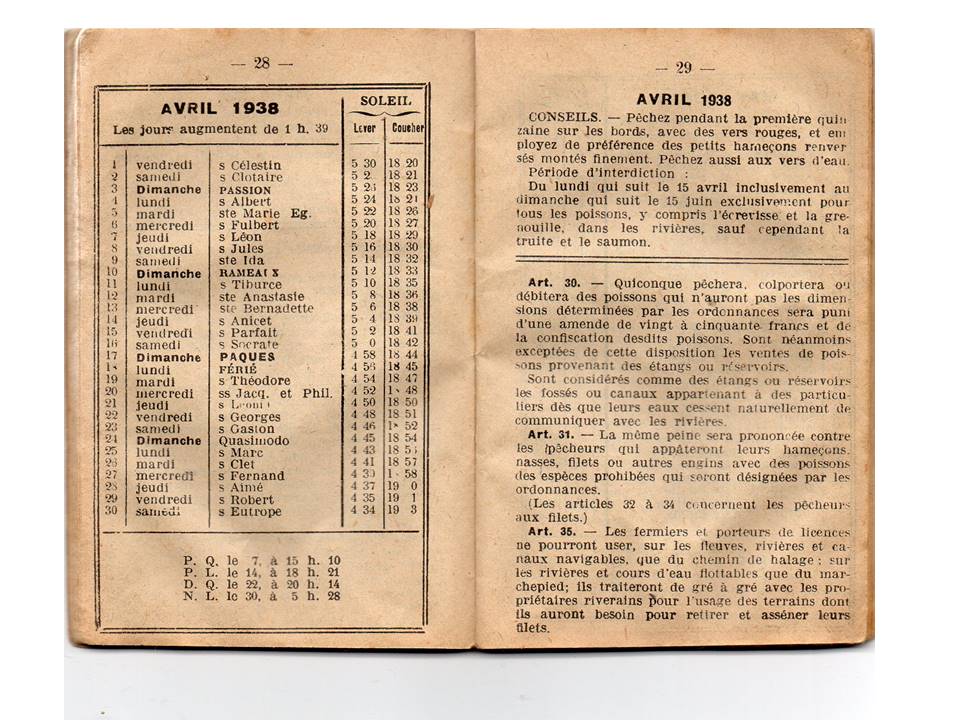 — 28 —
AVRIL 1938
Les jours augmentent de 1 h. 39
SOLEIL
Lever Coucher
1 vendredi s Célestin 5 30 18 20
2 samedi s Clotaire 5 2 18 21
3 Dimanche PASSION 5 18 23
4 lundi s Albert 5 24 18
5 mardi ste Marie Eg. 5 22 18 26
6 mercredi s Fulbert 5 20 18 27
7 jeudi s Léon 5 18 18 29
8 vendredi s Jules 5 16 18 30
9 samedi ste Ida 5 14 18 32
10 Dimanche RAMEAUX 5 12 18 33
11 lundi s Tiburce 5 10 18 35
12 mardi ste Anastasie 5 8 18 36
13 mercredi ste Bernadette 5 6 18 38
14 jeudi s Anicet 5 4 18 39
15 vendredi s Parfait 5 2 18 41
16 samedi s Socrate 5 0 18 42
17 Dimanche PAQUES 4 58 18 44
lundi FÉRIÉ 4 56 18 45
19 mardi s Théodore 4 54 18 47
20 mercredi ss Jacq. et Phil. 4 52 48
21 jeudi s 4 50 18 50
22 vendredi s Georges 4 48 18 51
23 samedi s Gaston 4 46 52
24 Dimanche Quasimodo 4 45 18 54
25 lundi s Marc 4 43 18
26 mardi s Clet 4 41 18 57
27 mercredi s Fernand 4 39 58
28 jeudi s Aimé 4 37 19 0
29 vendredi s Robert 4 35 19 1
30 samedi s Eutrope 4 34 19 3
P. Q. le 7, à 15 h. 10
P. L. le 14, à 18 h. 21
D. Q. le 22, à 20 h. 14
N. L. le 30, à 5 h. 28
— 29 —
AVRIL 1938
CONSEILS. — Pêchez pendant la première quin
zaine sur les bords, avec des vers rouges, et em
ployez de préférence des petits hameçons renver
sés montés finement. Pêchez aussi aux vers d'eau.
Période d'interdiction :
Du lundi qui suit le 15 avril inclusivement au
dimanche qui suit le 15 juin exclusivement pour
tous les poissons, y compris l'écrevisse et la gre-
nouille, dans les rivières, sauf cependant la
truite et le saumon.
Art. 30. — Quiconque pêchera, colportera ou
débitera des poissons qui n'auront pas les dimen-
sions déterminées par les ordonnances sera puni
d'une amende de vingt à cinquante francs et de
la confiscation desdits poissons. Sont néanmoins
exceptées de cette disposition les ventes de pois-
sons provenant des étangs ou réservoirs.
Sont considérés comme des étangs ou réservoirs
les fossés ou canaux appartenant à des particu-
liers dès que leurs eaux cessent naturellement de
communiquer avec les rivières.
Art. 31. — La même peine sera prononcée contre
les pêcheurs qui appâteront leurs hameçons,
nasses, filets ou autres engins avec des poissons
des espèces prohibées qui seront désignées par les
ordonnances.
(Les articles 32 à 34 concernent les pêcheurs
aux filets.)
Art. 35. — Les fermiers et porteurs de licences
ne pourront user, sur les fleuves, rivières et ca-
naux navigables, que du chemin de halage ; sur
les rivières et cours d'eau flottables que du mar-
chepied; ils traiteront de gré à gré avec les pro-
priétaires riverains pour l'usage des terrains dont
ils auront besoin pour retirer et asséner leurs
filets.